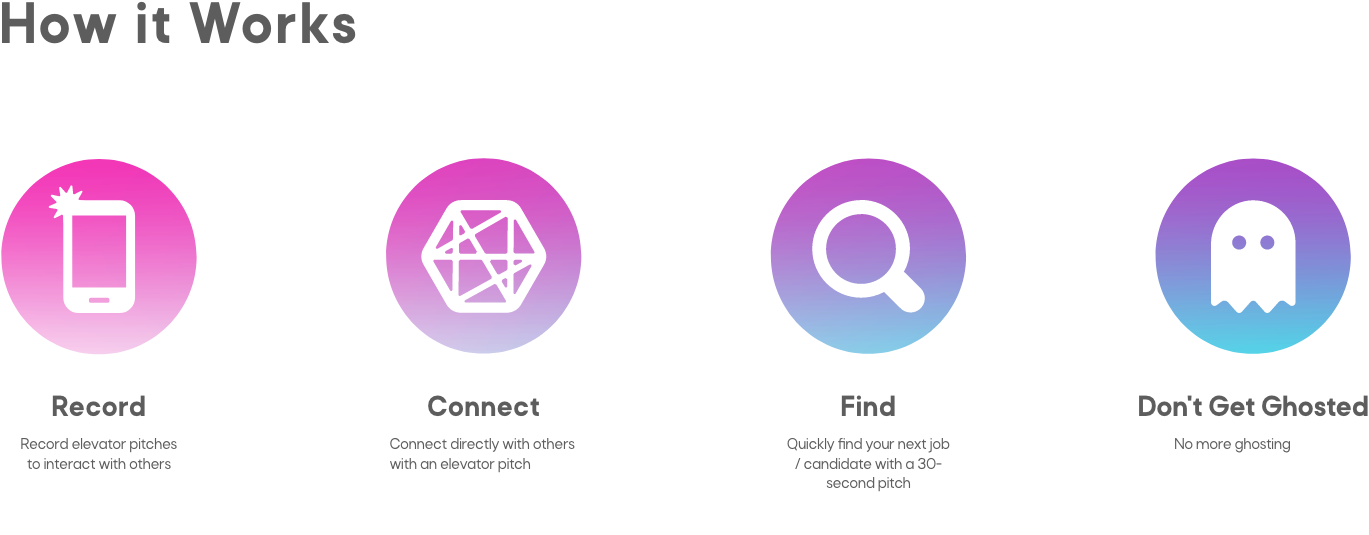 How it Works
Record
Record elevator pitches
to interact with others
Connect
Connect directly with others
with an elevator pitch
Find
Quickly find your next job
/ candidate with a 30-
second pitch
Don't Get Ghosted
No more ghosting